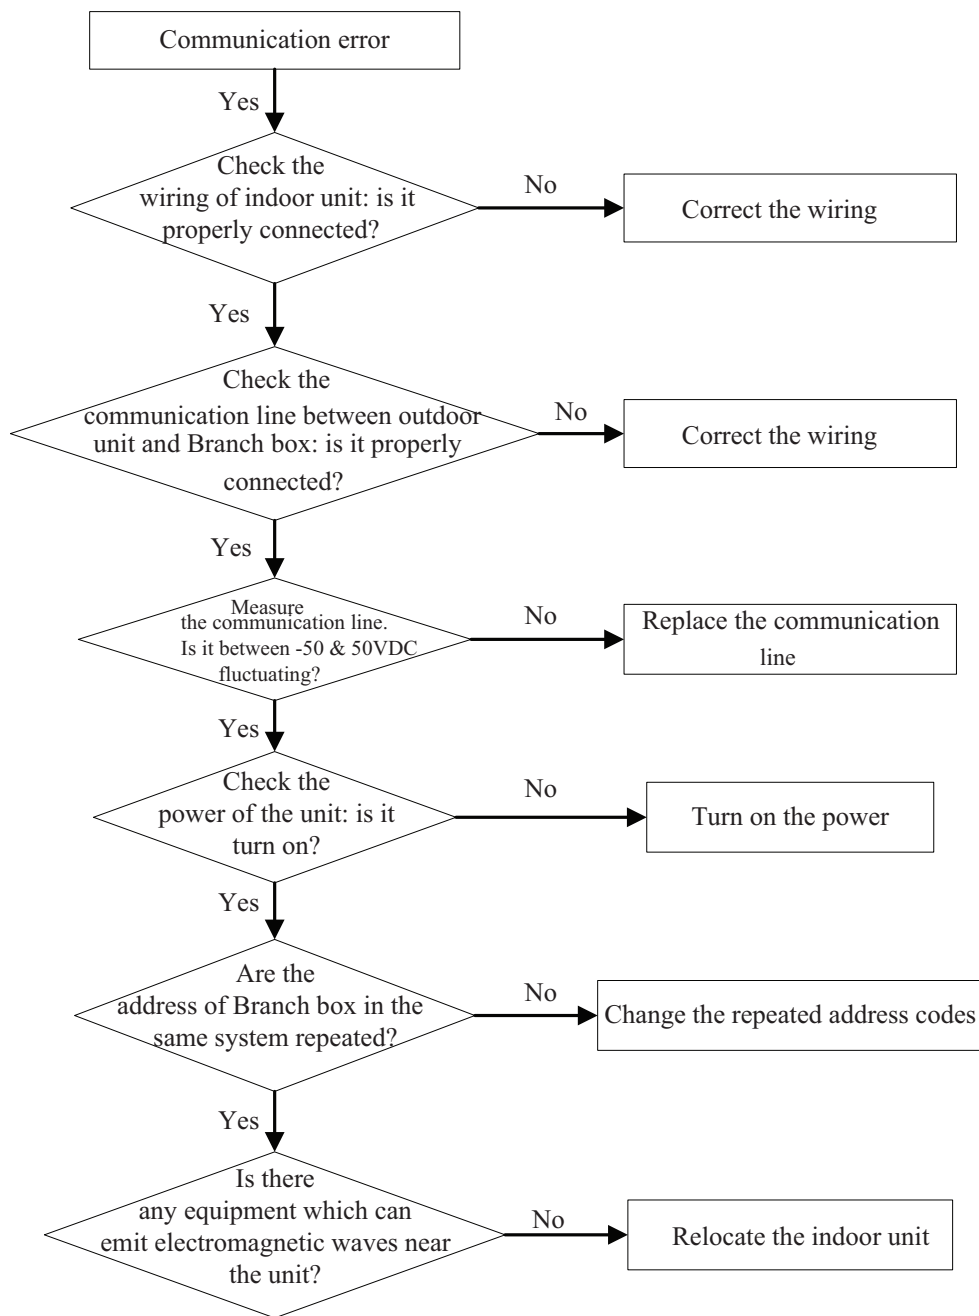 Communication error
Yes
Check the
wiring of indoor unit: is it
properly connected?
No
Correct the wiring
Yes
Check the
communication line between outdoor
unit and Branch box: is it properly
connected?
No
Correct the wiring
Yes
Measure
the communication line.
Is it between -50 & 50VDC
fluctuating?
No
Replace the communication
line
Yes
Check the
power of the unit: is it
turn on?
No
Turn on the power
Yes
Are the
address of Branch box in the
same system repeated?
No
Change the repeated address codes
Yes
Is there
any equipment which can
emit electromagnetic waves near
the unit?
No
Relocate the indoor unit